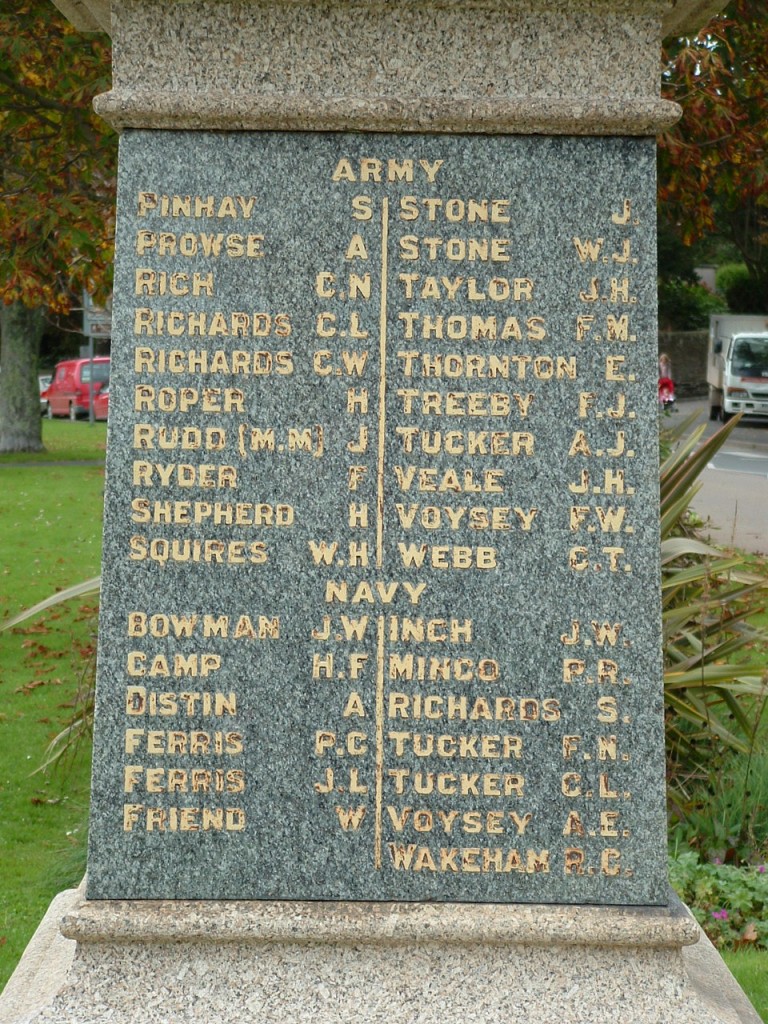 ARMY
PINHAY S STONE J.
PROWSE A STONE W.J.
RICH C.N TAYLOR J.H.
RICHARDS C.L THOMAS F.M.
RICHARDS C.W THORNTON E.
ROPER H TREEBY F.J.
RUDD (M.M) J TUCKER A.J.
RYDER F VEALE J.H.
SHEPHERD H VOYSEY F.W.
SQUIRES W.H WEBB C.T.
NAVY
BOWMAN J.W INCH J.W.
CAMP H.F MINCO P.R.
DISTIN A RICHARDS S.
FERRIS P.C TUCKER F.N.
FERRIS J.L TUCKER C.L.
FRIEND W VOYSEY A.E.
WAKEHAM R.C.